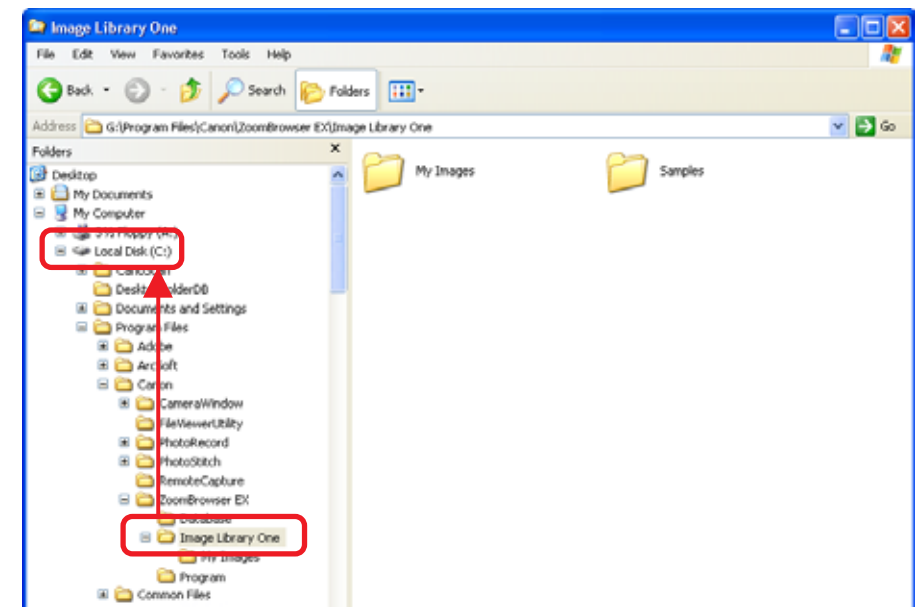 Image Library One
File Edit View Favorites Tools Help
Back Search Folders
Address G:\Program Files\Canon\ZoomBrowser EX\Image Library One Go
Folders
Desktop
My Documents
My Computer
Floppy (A:)
Local Disk (C:)
CanoScan
Documents and Settings
Program Files
Adobe
ArcSoft
Canon
CameraWindow
FileViewerUtility
PhotoRecord
PhotoStitch
RemoteCapture
ZoomBrowser EX
Database
Image Library One
My Images
Program
Common Files
My Images Samples